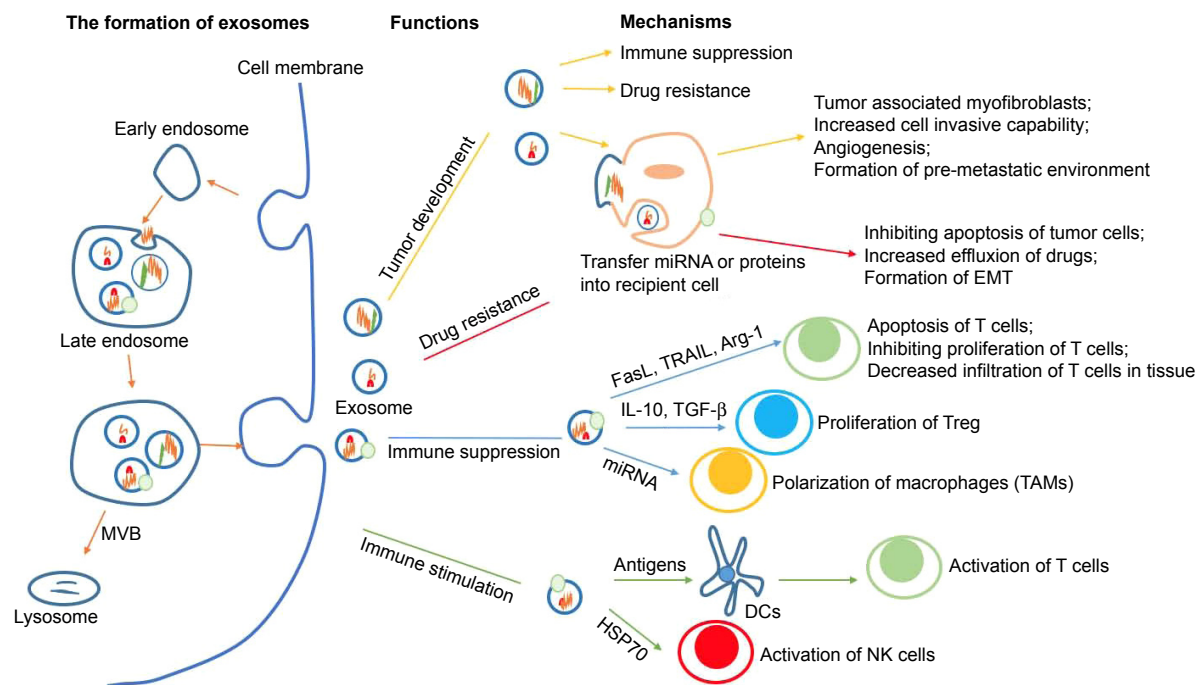 The formation of exosomes
Functions
Mechanisms
Cell membrane
Early endosome
Late endosome
MVB
Lysosome
Exosome
Tumor development
Drug resistance
Immune suppression
Immune stimulation
Immune suppression
Drug resistance
Transfer miRNA or proteins
into recipient cell
Tumor associated myofibroblasts;
Increased cell invasive capability;
Angiogenesis;
Formation of pre-metastatic environment
Inhibiting apoptosis of tumor cells;
Increased effluxion of drugs;
Formation of EMT
FasL, TRAIL, Arg-1
Apoptosis of T cells;
Inhibiting proliferation of T cells;
Decreased infiltration of T cells in tissue
IL-10, TGF-β
Proliferation of Treg
miRNA
Polarization of macrophages (TAMs)
Antigens
DCs
Activation of T cells
HSP70
Activation of NK cells